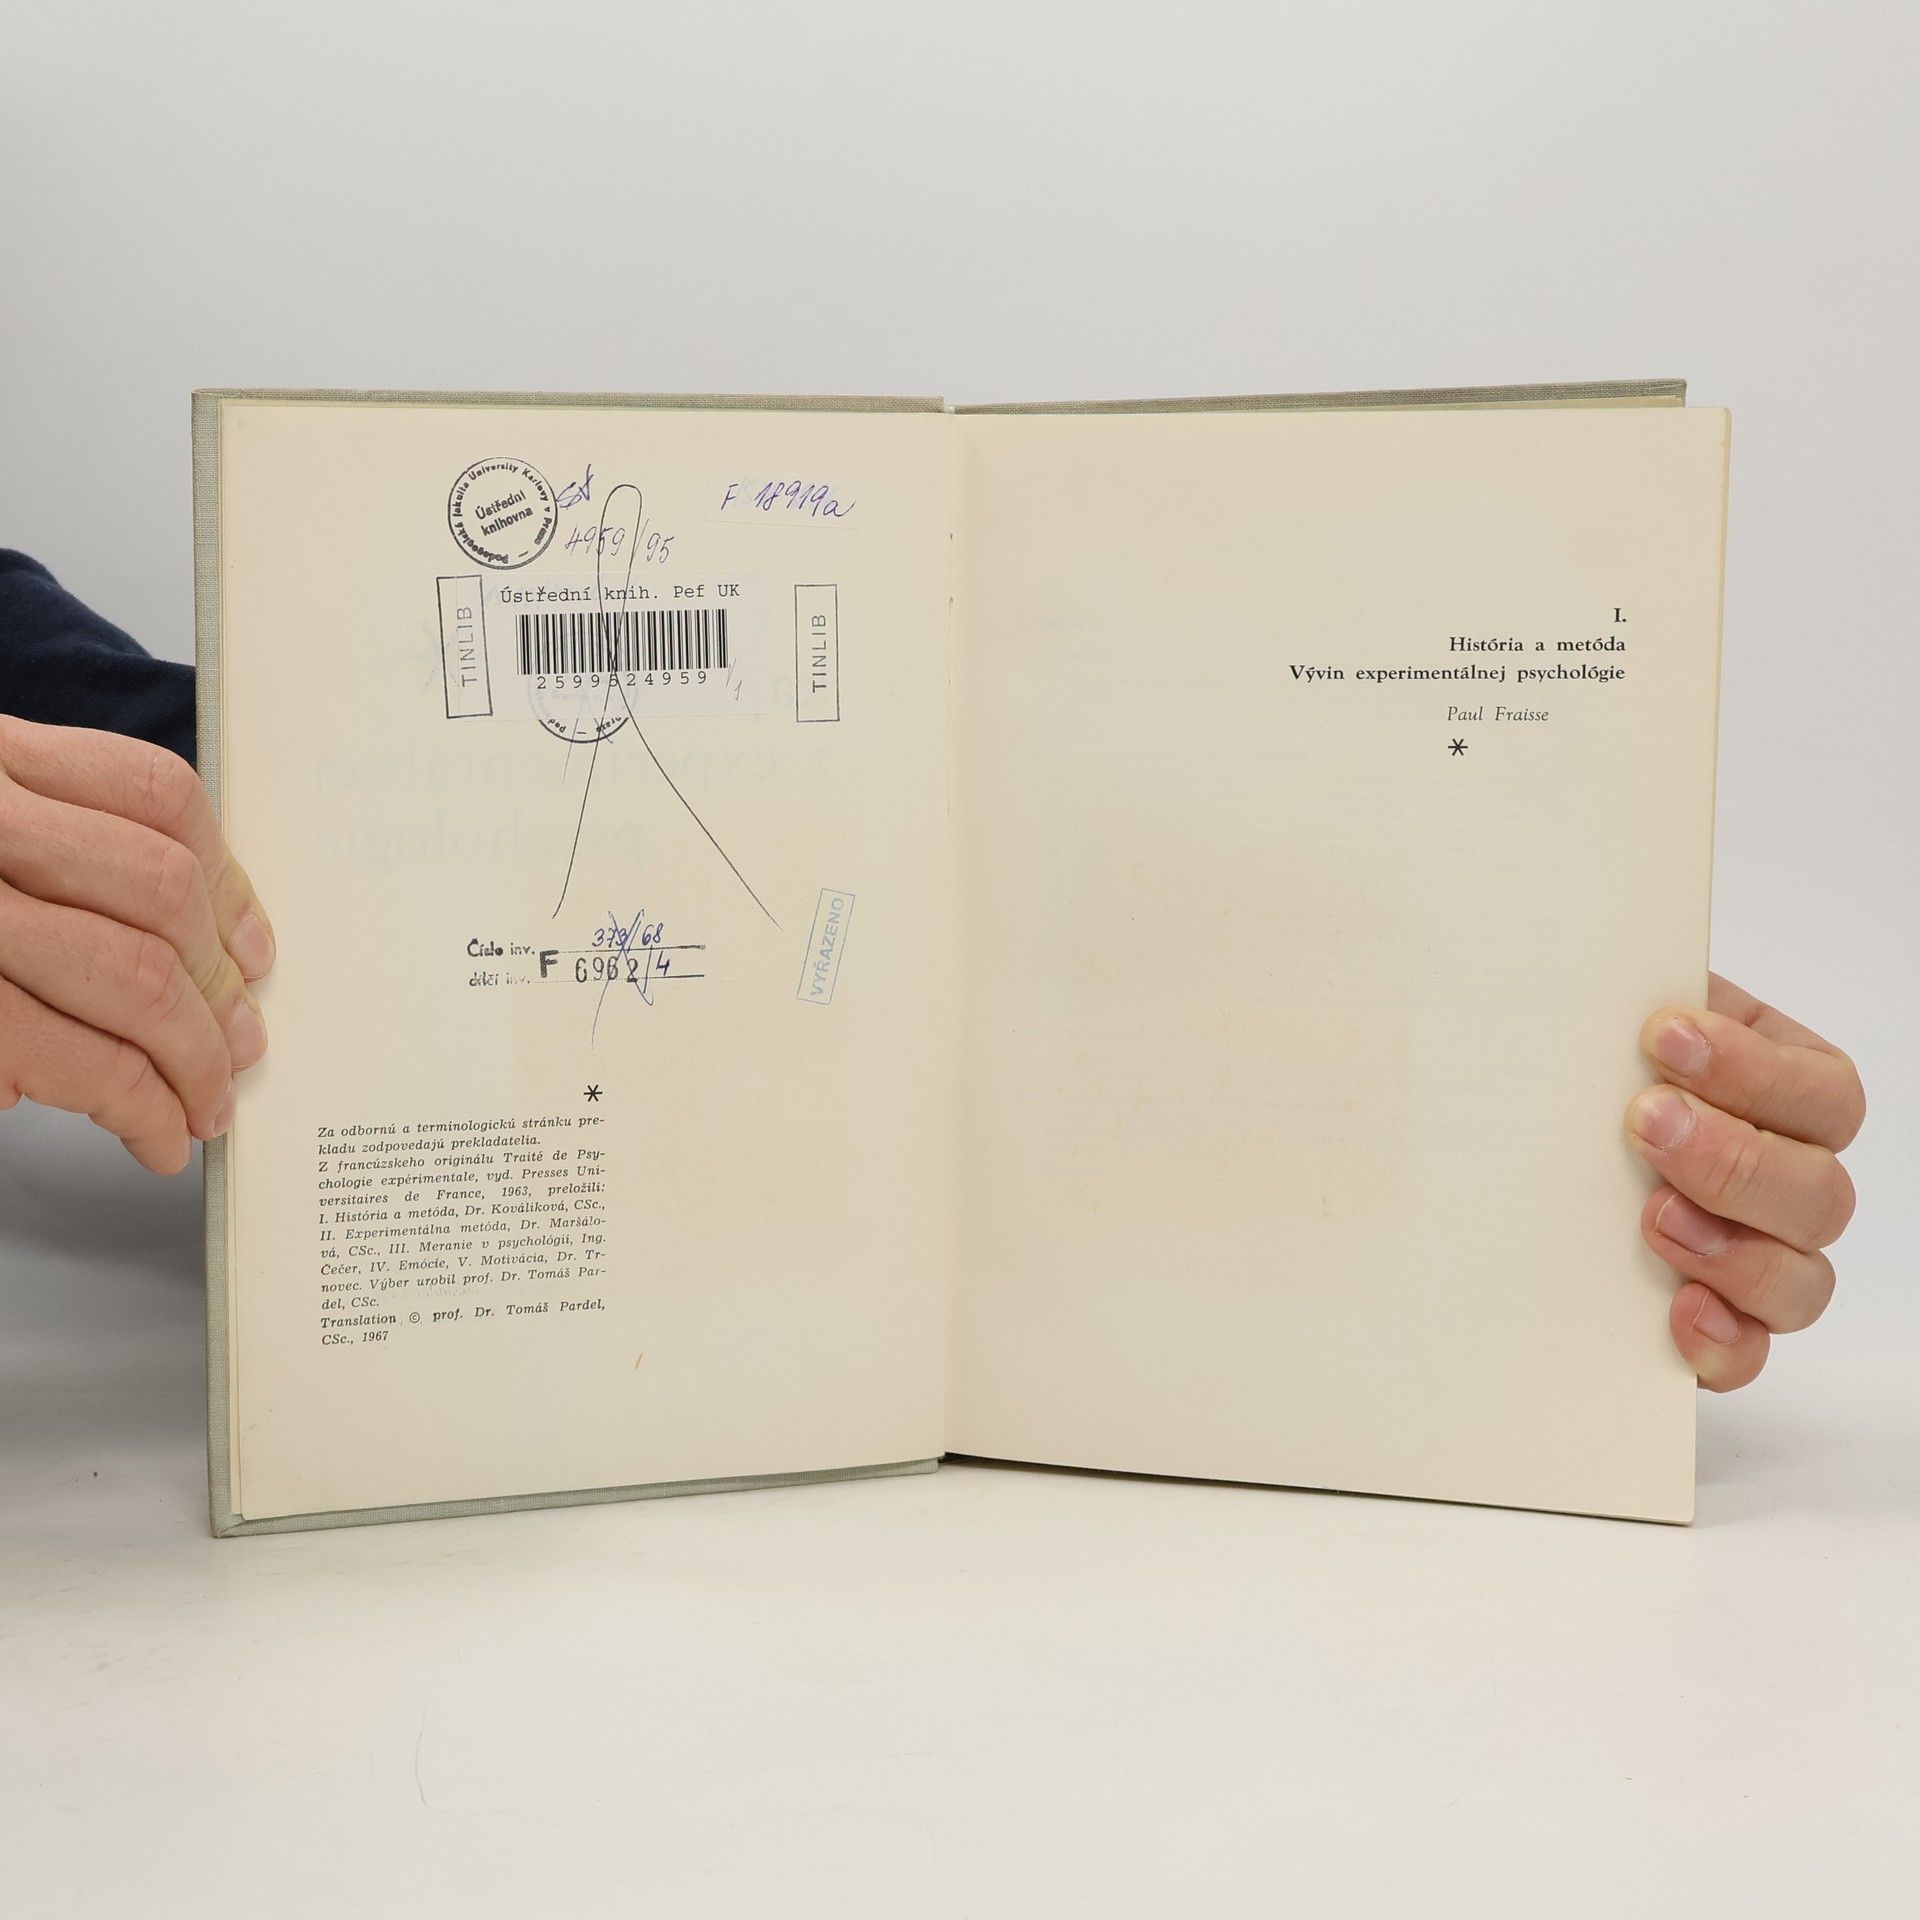 Pedagogická fakulta University Karlovy v Praze —
Ústřední
knihovna
4959/95
F 18919a
TINLIB
Ústřední knih. Pef UK
2599524959
/1
TINLIB
Ped
Praze —
Číslo inv. 373/68
dílčí inv. F 6962/4
VYŘAZENO
*
Za odbornú a terminologickú stránku pre-
kladu zodpovedajú prekladatelia.
Z francúzskeho originálu Traité de Psy-
chologie expérimentale, vyd. Presses Uni-
versitaires de France, 1963, preložili:
I. História a metóda, Dr. Kováliková, CSc.,
II. Experimentálna metóda, Dr. Maršálo-
vá, CSc., III. Meranie v psychológii, Ing.
Čečer, IV. Emócie, V. Motivácia, Dr. Tr-
novec. Výber urobil prof. Dr. Tomáš Par-
del, CSc.
Translation © prof. Dr. Tomáš Pardel,
CSc., 1967
I.
História a metóda
Vývin experimentálnej psychológie
Paul Fraisse
*